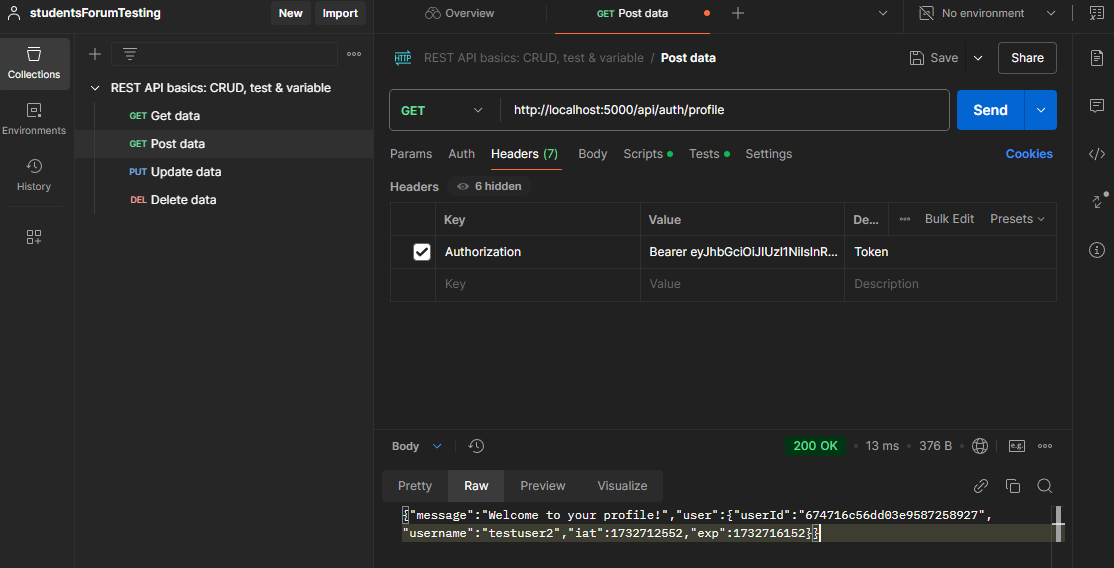 studentsForumTesting New Import Overview GET Post data No environment
Collections
Environments
History
REST API basics: CRUD, test & variable
GET Get data
GET Post data
PUT Update data
DEL Delete data
REST API basics: CRUD, test & variable / Post data Save Share
GET http://localhost:5000/api/auth/profile Send
Params Auth Headers (7) Body Scripts Tests Settings Cookies
Headers 6 hidden
Key Value De... Bulk Edit Presets
Authorization Bearer eyJhbGciOiJIUzI1NiIsInR... Token
Key Value Description
Body 200 OK 13 ms 376 B e.g.
Pretty Raw Preview Visualize
{"message":"Welcome to your profile!","user":{"userId":"674716c56dd03e9587258927",
"username":"testuser2","iat":1732712552,"exp":1732716152}}